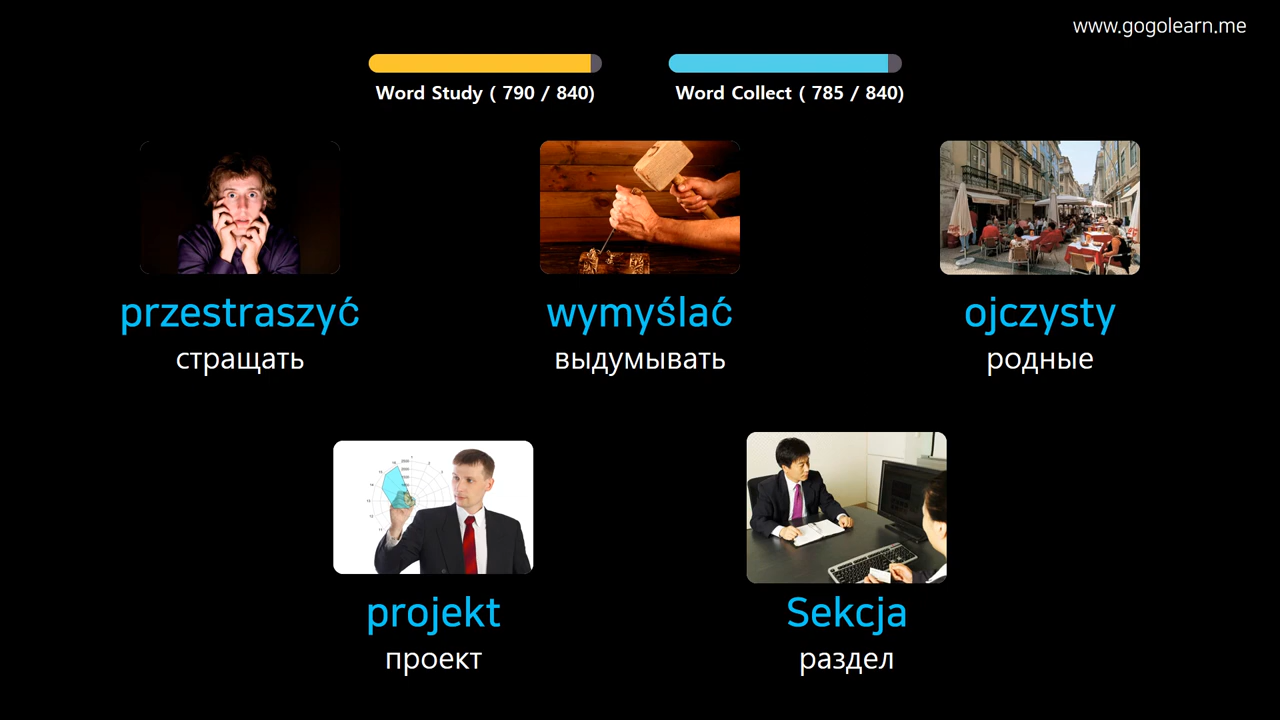 www.gogolearn.me
Word Study ( 790 / 840)
Word Collect ( 785 / 840)
przestraszyć
стращать
wymyślać
выдумывать
ojczysty
родные
projekt
проект
Sekcja
раздел